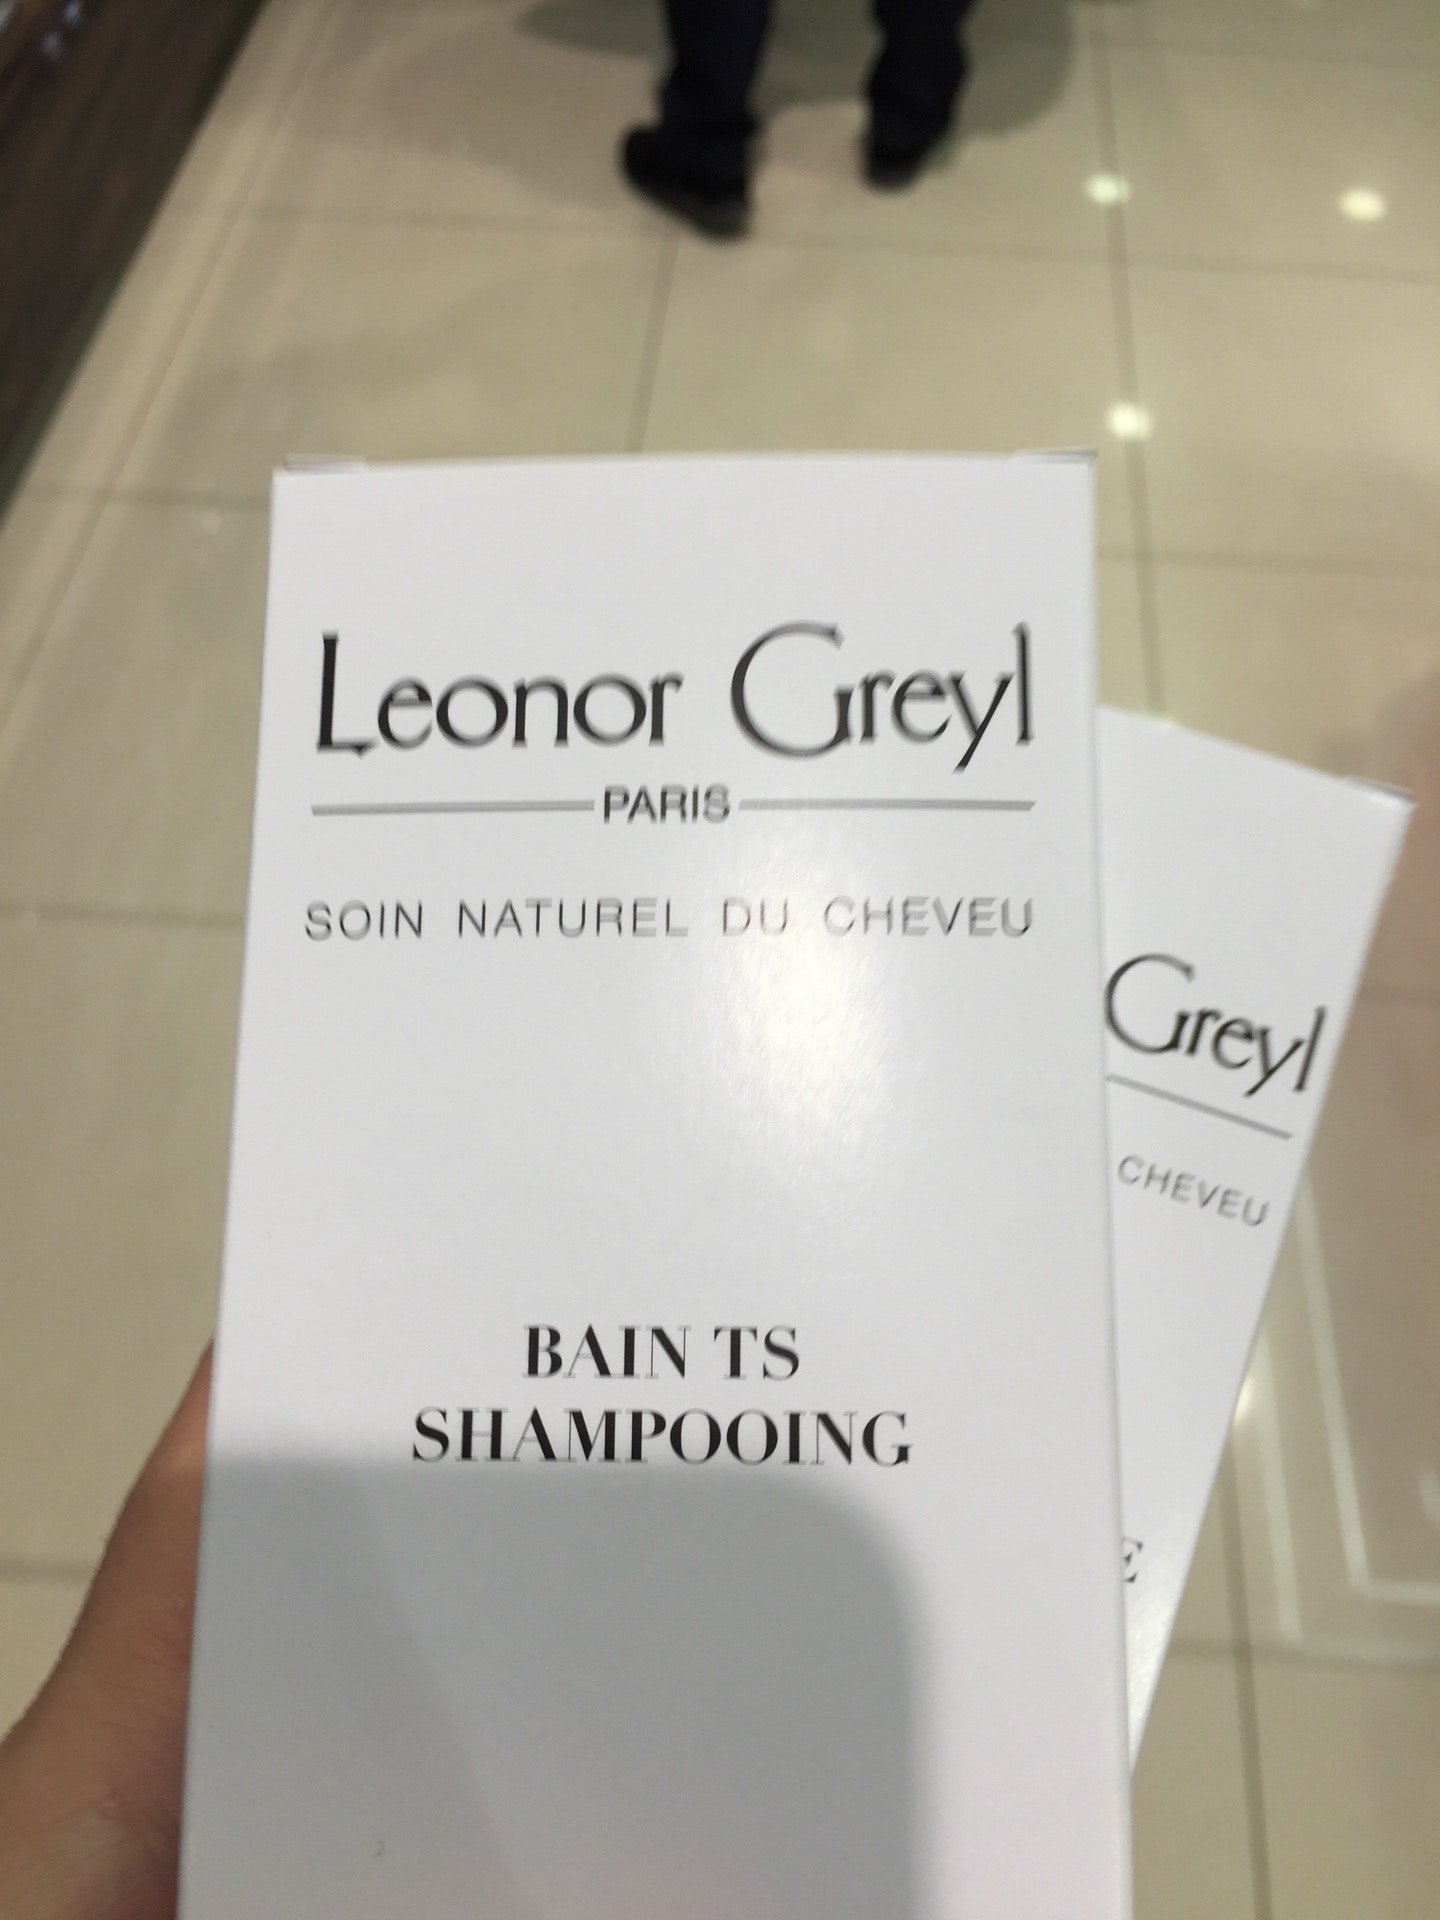 Leonor Greyl
PARIS
SOIN NATUREL DU CHEVEU
BAIN TS
SHAMPOOING
Greyl
CHEVEU
E